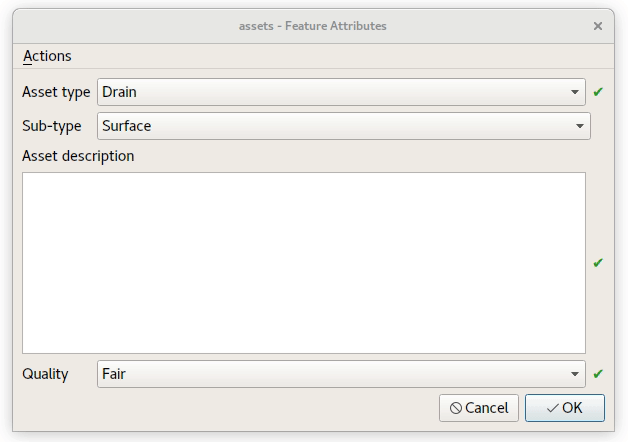 assets - Feature Attributes
Actions
Asset type Drain
Sub-type Surface
Asset description
Quality Fair
Cancel OK